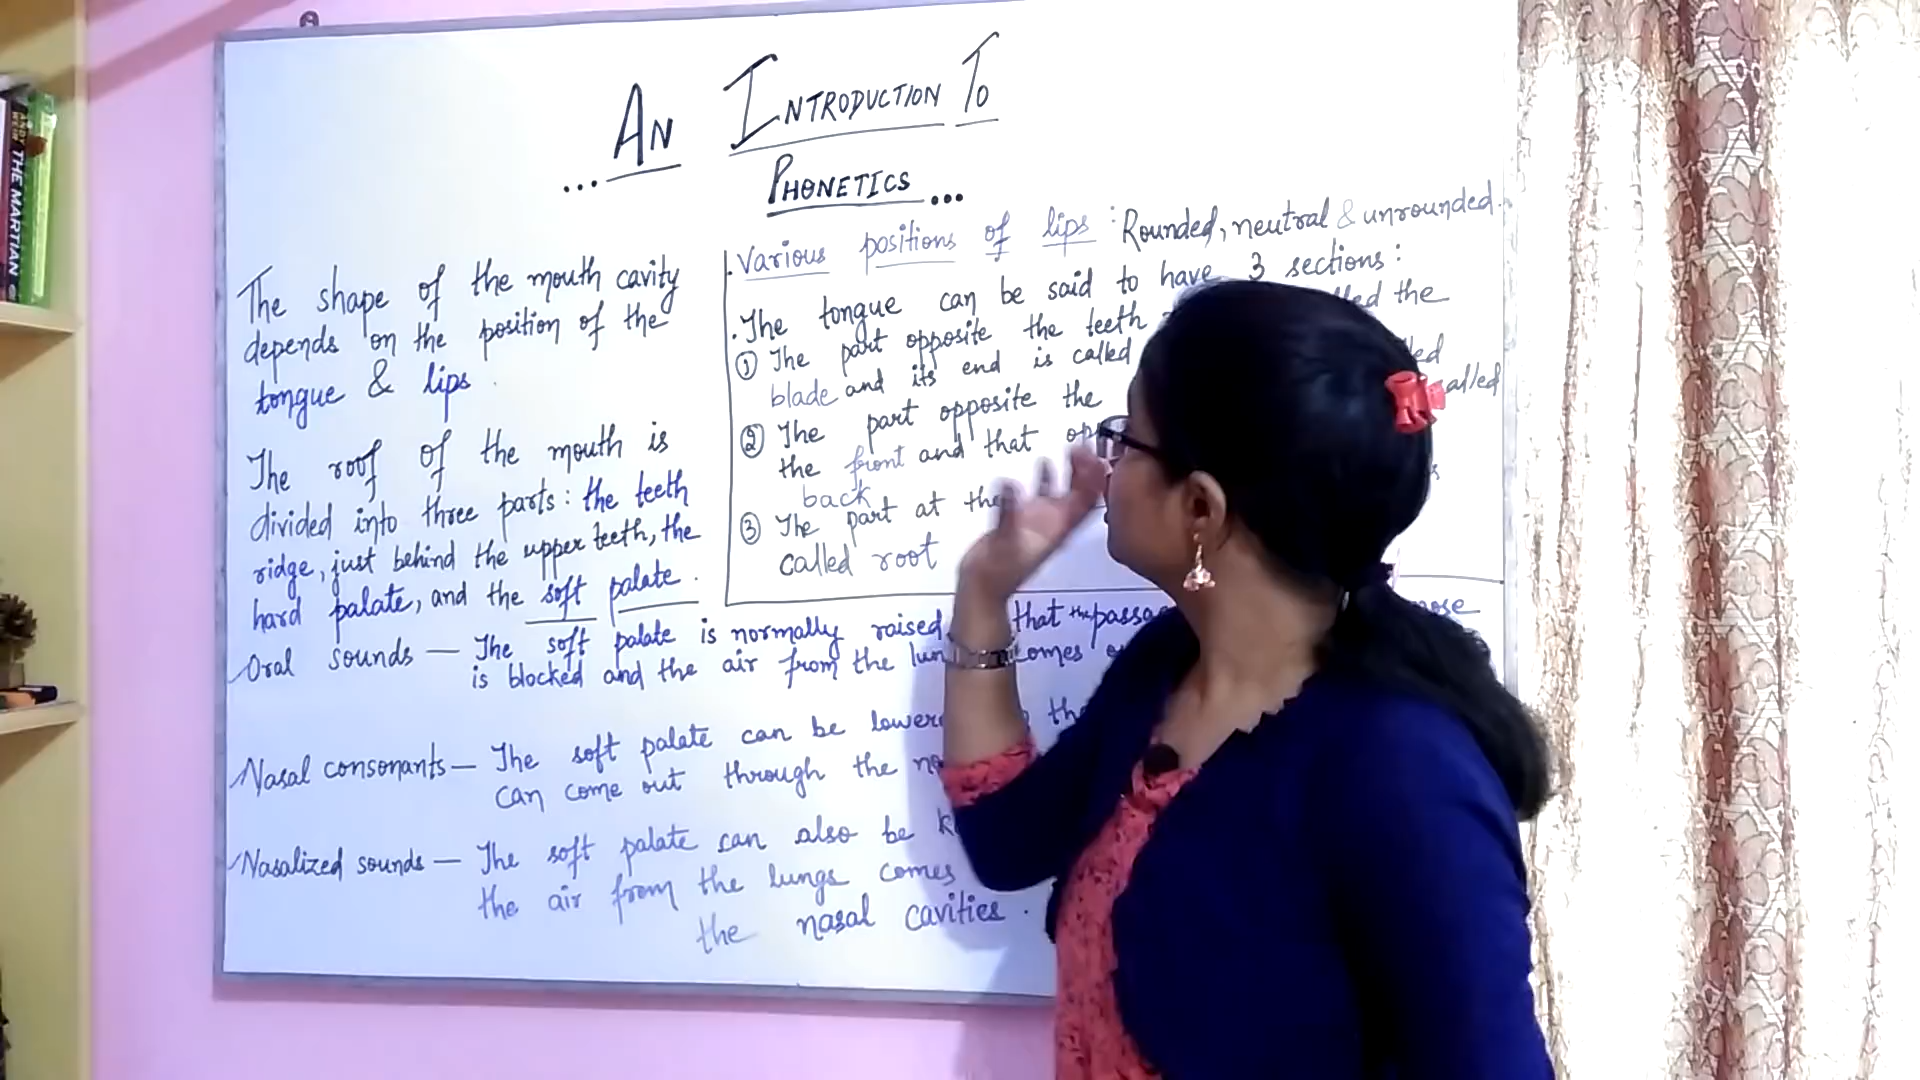 AN INTRODUCTION TO
... PHONETICS ...
The shape of the mouth cavity
depends on the position of the
tongue & lips.
The roof of the mouth is
divided into three parts: the teeth
ridge, just behind the upper teeth, the
hard palate, and the soft palate.
Various positions of lips: Rounded, neutral & unrounded.
The tongue can be said to have 3 sections:
① The part opposite the teeth the
blade and its end is called
② The part opposite the called
the front and that
back
③ The part at the
called root
Oral sounds — The soft palate is normally raised that the nose
is blocked and the air from the
Nasal consonants — The soft palate can be
can come out through the
Nasalized sounds — The soft palate can also be
the air from the lungs comes
the nasal cavities.
ANDY WEIR THE MARTIAN